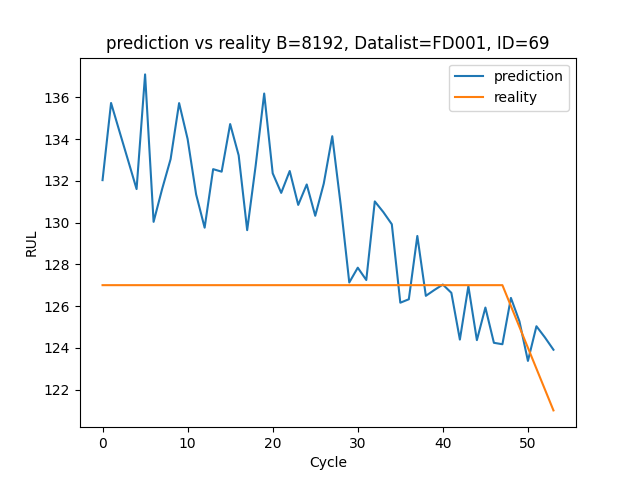 prediction vs reality B=8192, Datalist=FD001, ID=69
prediction
reality
RUL
136
134
132
130
128
126
124
122
0 10 20 30 40 50
Cycle